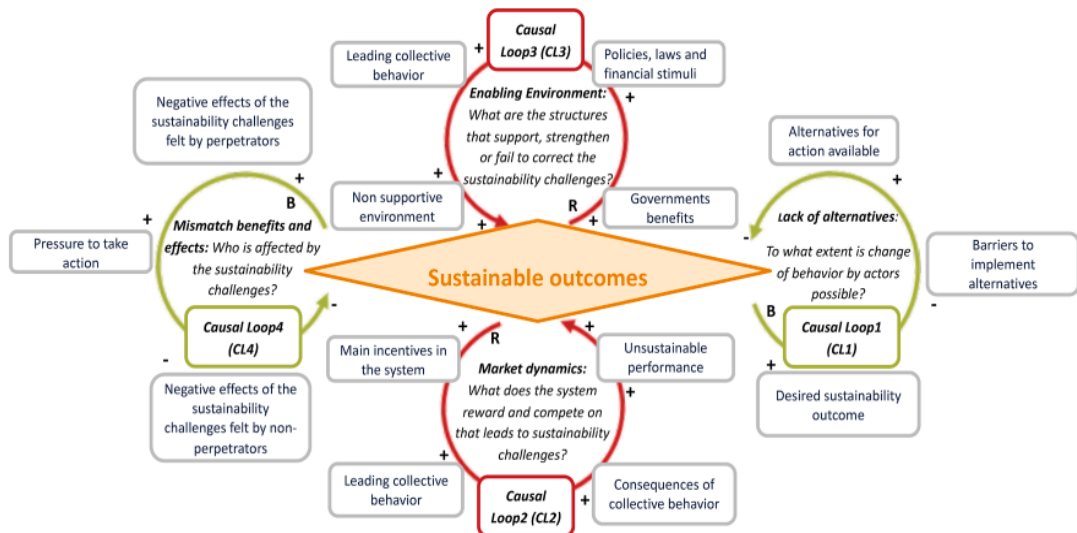 Causal
Loop3 (CL3)
Leading collective
behavior
+
Policies, laws and
financial stimuli
+
Enabling Environment:
What are the structures
that support, strengthen
or fail to correct the
sustainability challenges?
+
Non supportive
environment
+
R
+
Governments
benefits
Negative effects of the
sustainability challenges
felt by perpetrators
+
B
+
Mismatch benefits and
effects: Who is affected by
the sustainability
challenges?
Pressure to take
action
-
Causal Loop4
(CL4)
-
Negative effects of the
sustainability
challenges felt by non-
perpetrators
Sustainable outcomes
Alternatives for
action available
+
-
Lack of alternatives:
To what extent is change
of behavior by actors
possible?
Barriers to
implement
alternatives
-
B
Causal Loop1
(CL1)
+
Desired sustainability
outcome
+
R
+
Main incentives in
the system
Unsustainable
performance
+
Market dynamics:
What does the system
reward and compete on
that leads to sustainability
challenges?
+
Leading collective
behavior
Causal
Loop2 (CL2)
+
Consequences of
collective behavior